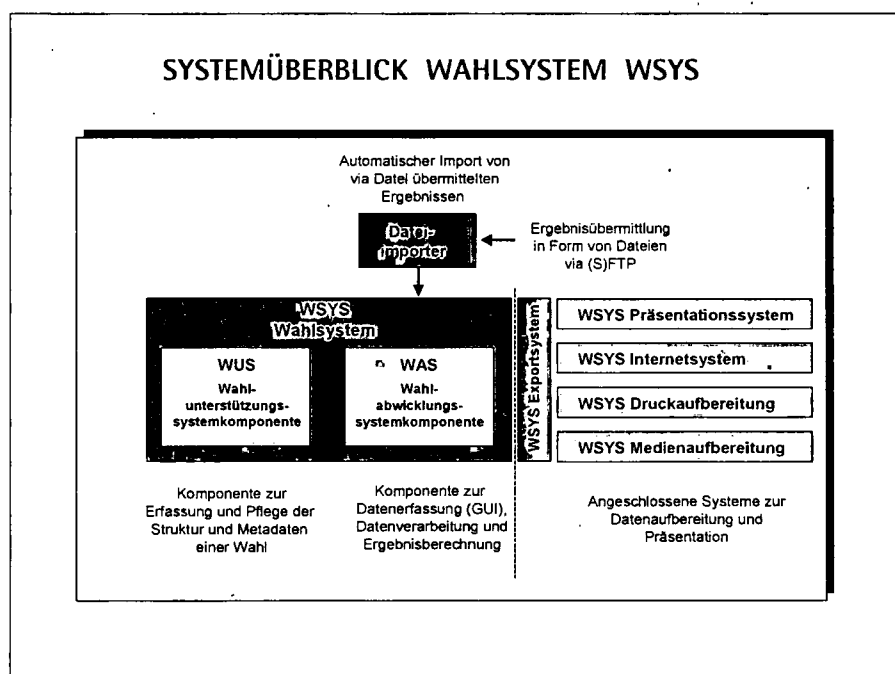 SYSTEMÜBERBLICK WAHLSYSTEM WSYS
Automatischer Import von
via Datei übermittelten
Ergebnissen
Datei-
importer
Ergebnisübermittlung
in Form von Dateien
via (S)FTP
WSYS
Wahlsystem
WUS
Wahl-
unterstützungs-
systemkomponente
WAS
Wahl-
abwicklungs-
systemkomponente
WSYS Exportsystem
WSYS Präsentationssystem
WSYS Internetsystem
WSYS Druckaufbereitung
WSYS Medienaufbereitung
Komponente zur
Erfassung und Pflege der
Struktur und Metadaten
einer Wahl
Komponente zur
Datenerfassung (GUI),
Datenverarbeitung und
Ergebnisberechnung
Angeschlossene Systeme zur
Datenaufbereitung und
Präsentation